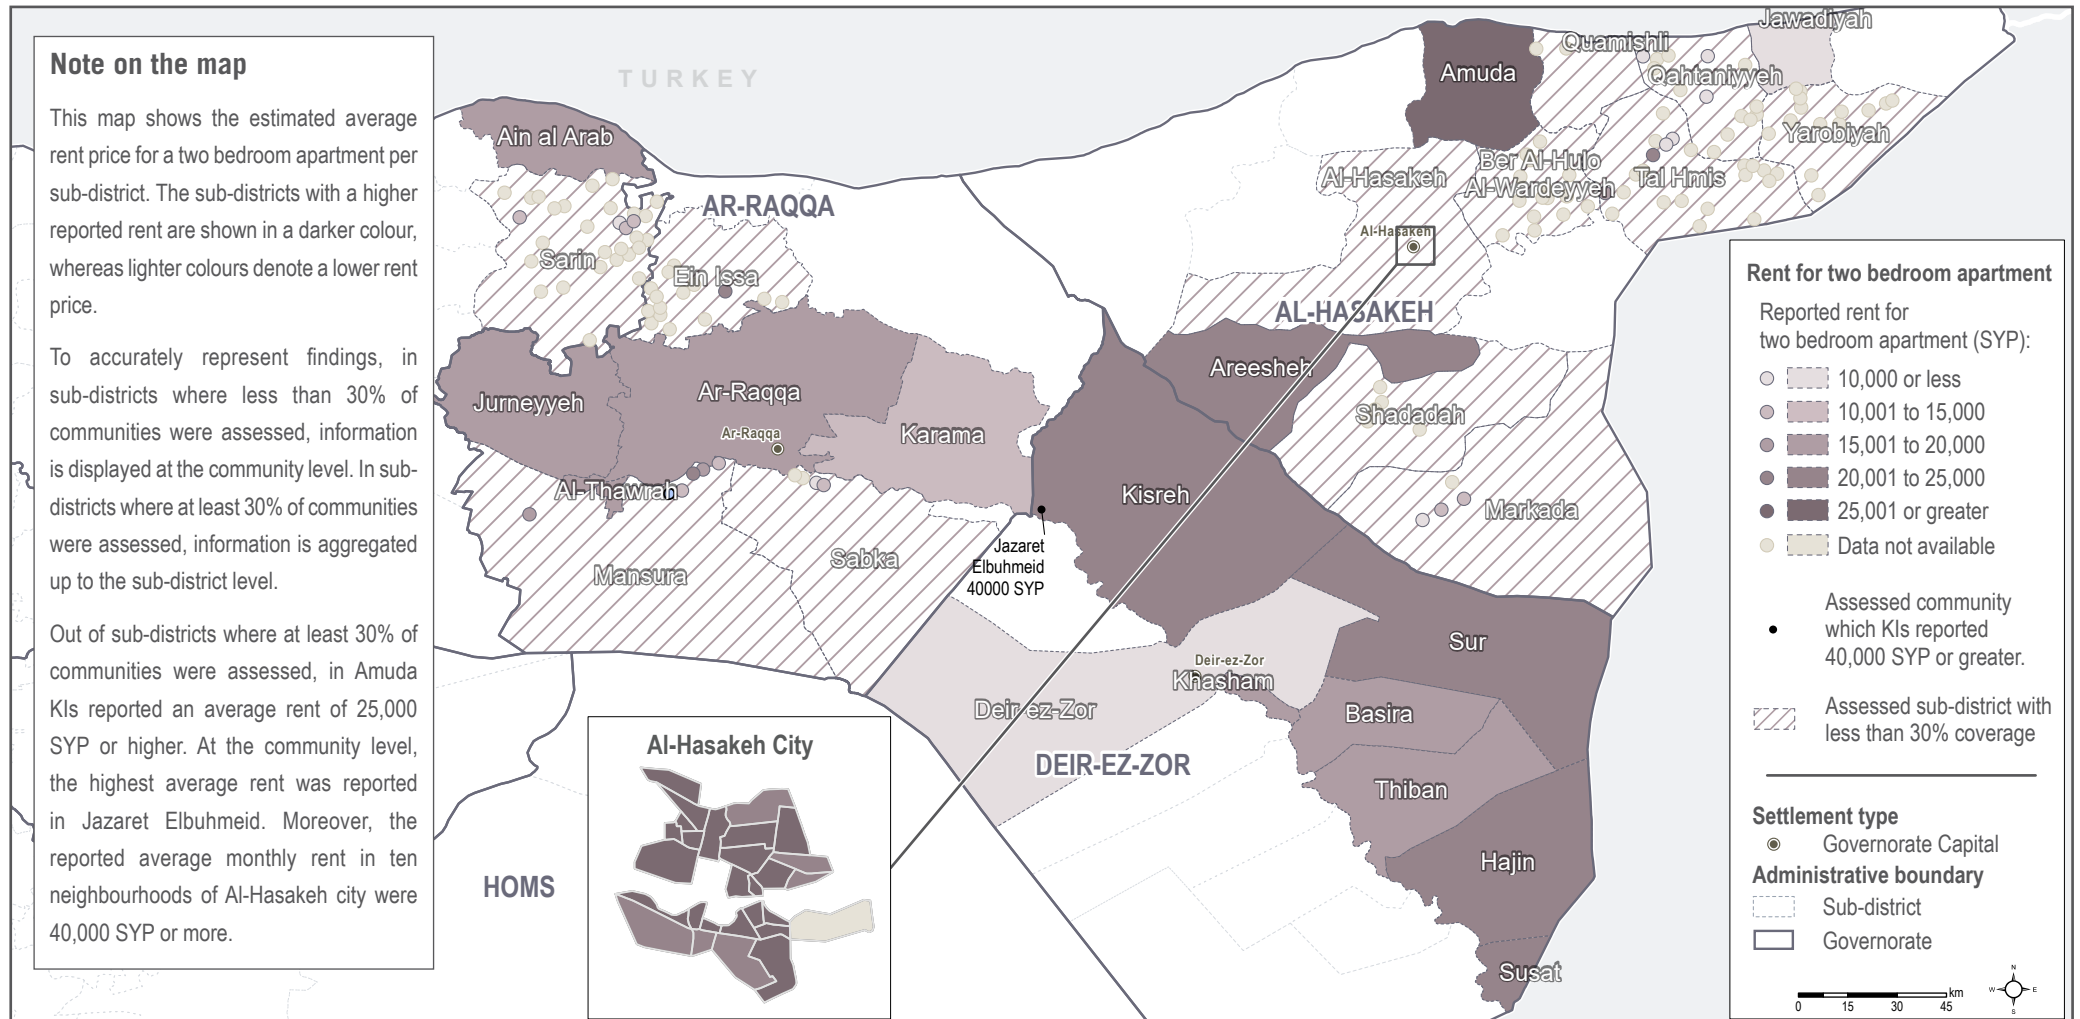 Note on the map
This map shows the estimated average
rent price for a two bedroom apartment per
sub-district. The sub-districts with a higher
reported rent are shown in a darker colour,
whereas lighter colours denote a lower rent
price.
To accurately represent findings, in
sub-districts where less than 30% of
communities were assessed, information
is displayed at the community level. In sub-
districts where at least 30% of communities
were assessed, information is aggregated
up to the sub-district level.
Out of sub-districts where at least 30% of
communities were assessed, in Amuda
KIs reported an average rent of 25,000
SYP or higher. At the community level,
the highest average rent was reported
in Jazaret Elbuhmeid. Moreover, the
reported average monthly rent in ten
neighbourhoods of Al-Hasakeh city were
40,000 SYP or more.
TURKEY
Jawadiyah
Quamishli
Amuda
Qahtaniyyeh
Ain al Arab
Yarobiyah
Ber Al-Hulo
Al-Wardeyyeh
Al-Hasakeh
Tal Hmis
AR-RAQQA
Al-Hasakeh
Sarin
Ein Issa
AL-HASAKEH
Areesheh
Jurneyyeh
Ar-Raqqa
Shadadah
Ar-Raqqa
Karama
Al-Thawrah
Kisreh
Markada
Jazaret
Elbuhmeid
40000 SYP
Mansura
Sabka
Sur
Deir-ez-Zor
Khasham
Deir-ez-Zor
Basira
DEIR-EZ-ZOR
Thiban
Hajin
Susat
HOMS
Al-Hasakeh City
Rent for two bedroom apartment
Reported rent for
two bedroom apartment (SYP):
10,000 or less
10,001 to 15,000
15,001 to 20,000
20,001 to 25,000
25,001 or greater
Data not available
Assessed community
which KIs reported
40,000 SYP or greater.
Assessed sub-district with
less than 30% coverage
Settlement type
Governorate Capital
Administrative boundary
Sub-district
Governorate
km
0 15 30 45
N
W E
S